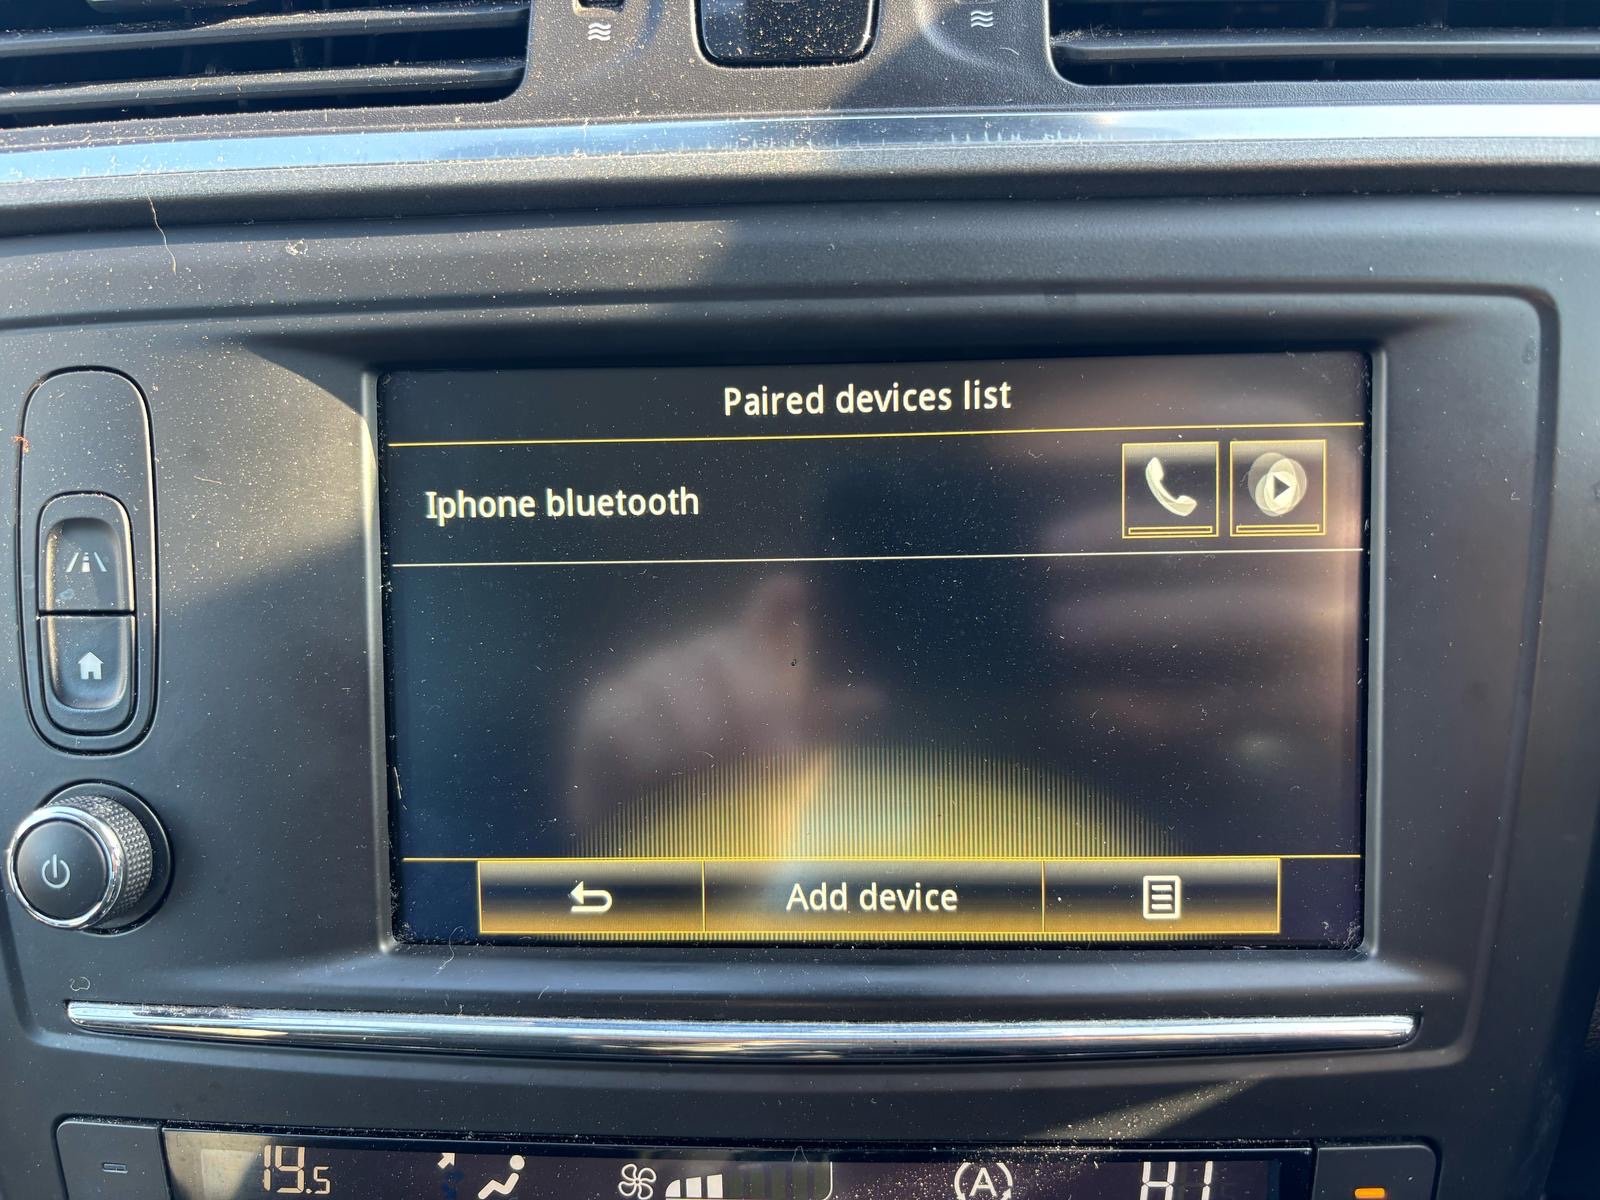 Paired devices list
Iphone bluetooth
Add device
19.5
A
HI